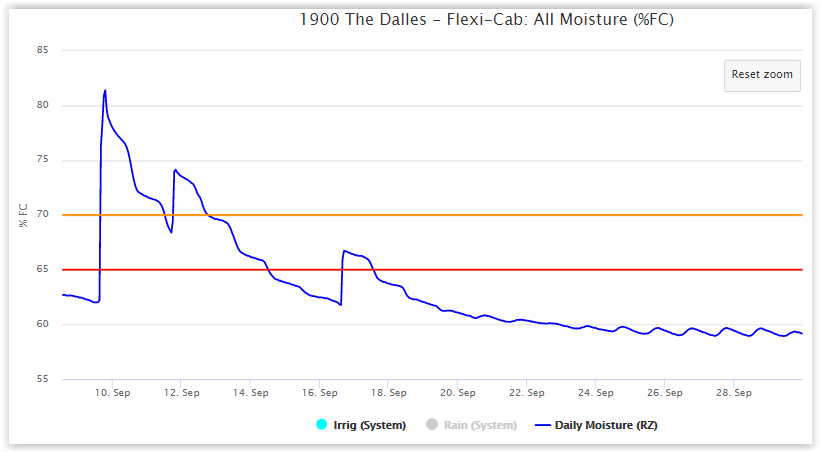 1900 The Dalles - Flexi-Cab: All Moisture (%FC)
Reset zoom
% FC
85
80
75
70
65
60
55
10. Sep 12. Sep 14. Sep 16. Sep 18. Sep 20. Sep 22. Sep 24. Sep 26. Sep 28. Sep
Irrig (System) Rain (System) Daily Moisture (RZ)